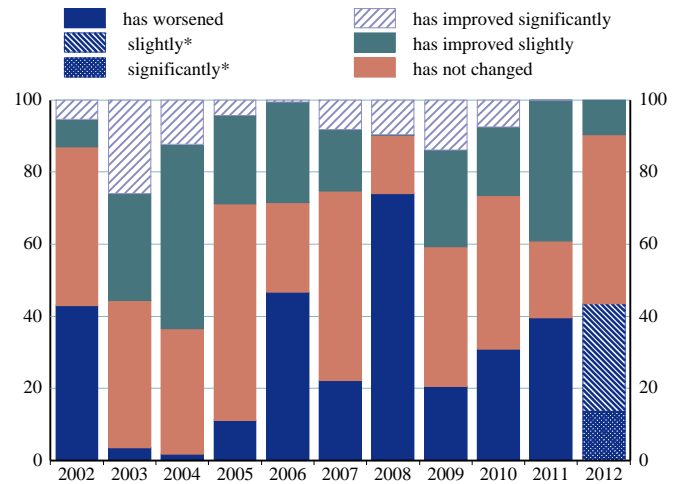 has worsened
slightly*
significantly*
has improved significantly
has improved slightly
has not changed
100 100
80 80
60 60
40 40
20 20
0 0
2002 2003 2004 2005 2006 2007 2008 2009 2010 2011 2012